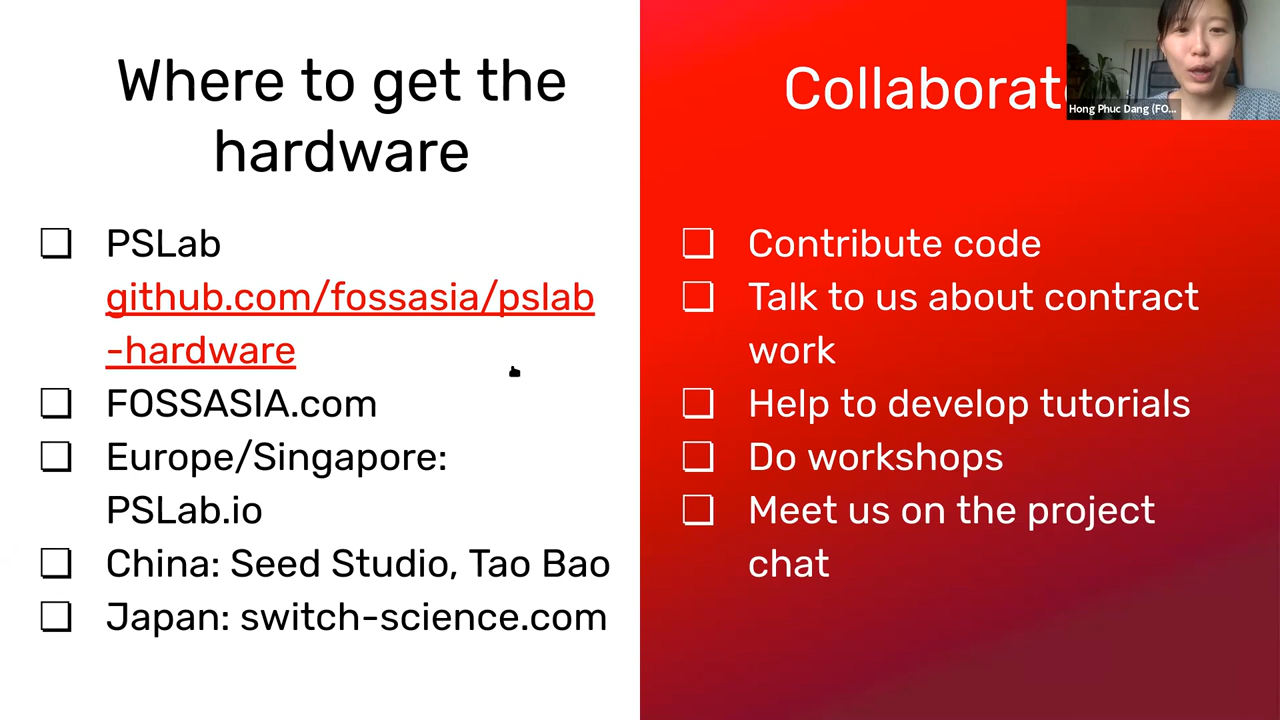 Where to get the
hardware
PSLab
github.com/fossasia/pslab
-hardware
FOSSASIA.com
Europe/Singapore:
PSLab.io
China: Seed Studio, Tao Bao
Japan: switch-science.com
Collaborat
Contribute code
Talk to us about contract
work
Help to develop tutorials
Do workshops
Meet us on the project
chat
Hong Phuc Dang (FO...